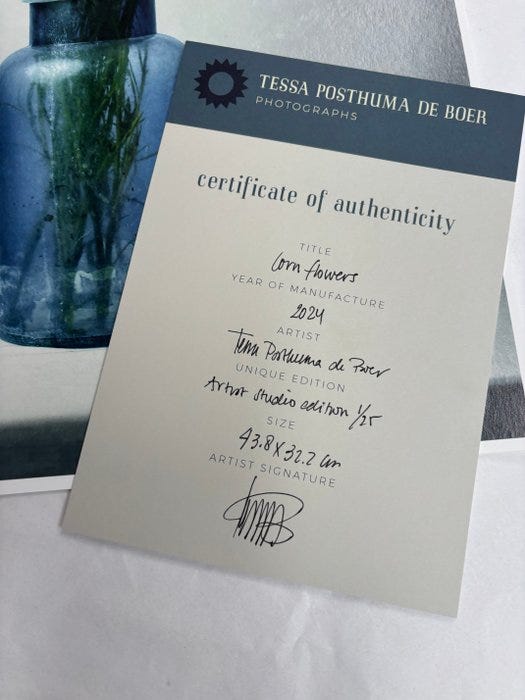 TESSA POSTHUMA DE BOER
PHOTOGRAPHS
certificate of authenticity
TITLE
Corn flowers
YEAR OF MANUFACTURE
2024
ARTIST
Tessa Posthuma de Boer
UNIQUE EDITION
Artist studio edition 1/25
SIZE
43.8 X 32.2 cm
ARTIST SIGNATURE